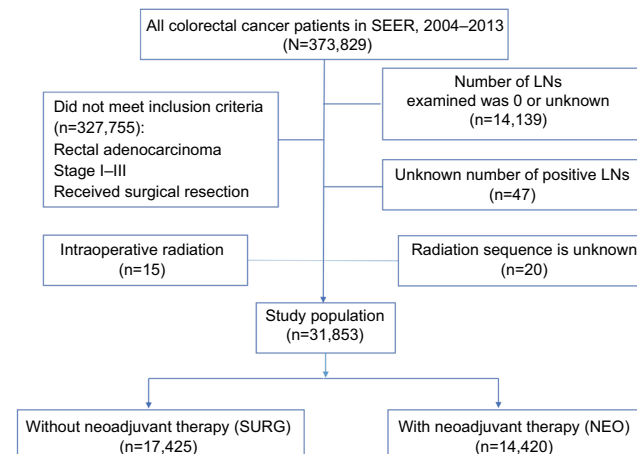 All colorectal cancer patients in SEER, 2004–2013
(N=373,829)
Number of LNs
examined was 0 or unknown
(n=14,139)
Did not meet inclusion criteria
(n=327,755):
Rectal adenocarcinoma
Stage I–III
Received surgical resection
Unknown number of positive LNs
(n=47)
Intraoperative radiation
(n=15)
Radiation sequence is unknown
(n=20)
Study population
(n=31,853)
Without neoadjuvant therapy (SURG)
n=17,425)
With neoadjuvant therapy (NEO)
n=14,420)